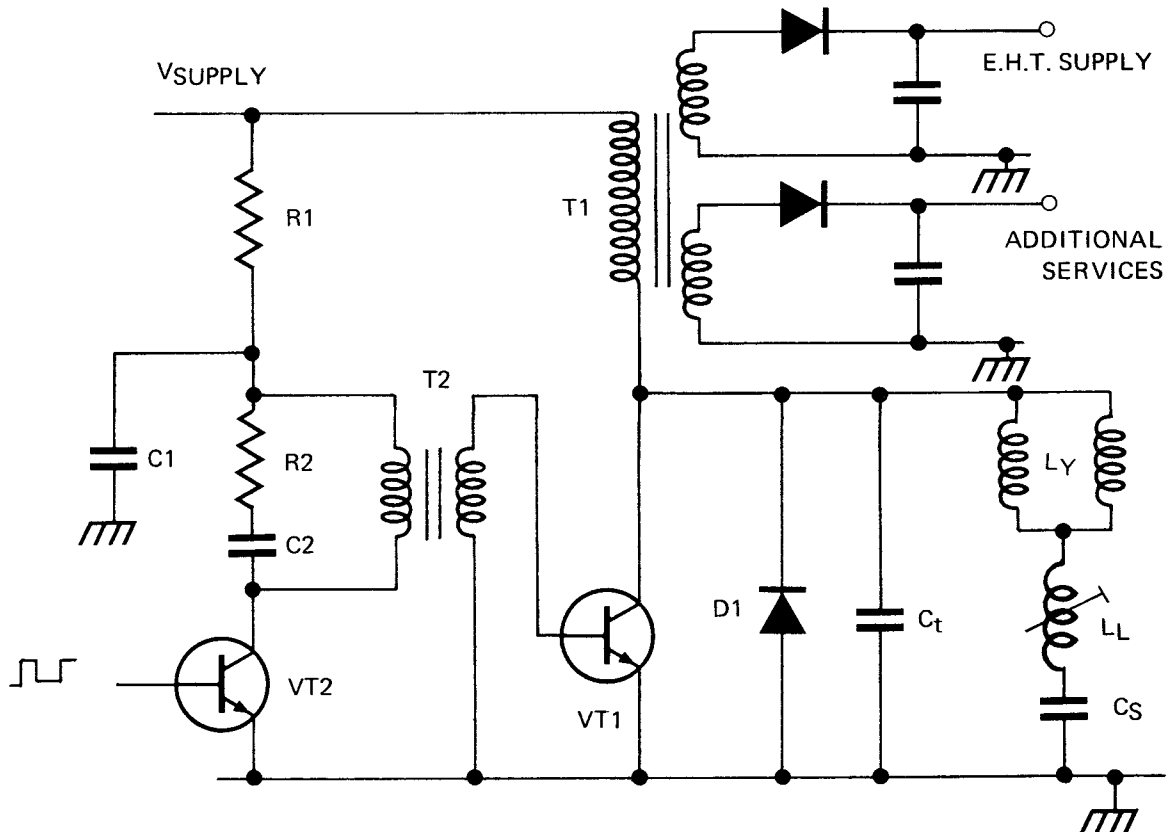 VSUPPLY
E.H.T. SUPPLY
R1
T1
ADDITIONAL
SERVICES
T2
C1
R2
LY
C2
D1
Ct
LL
VT2
VT1
CS